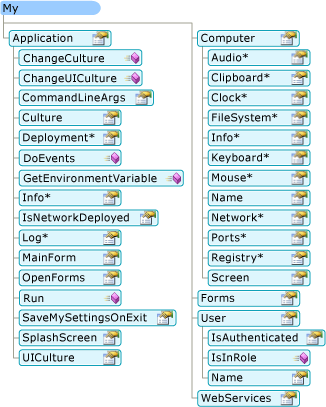 My
Application
ChangeCulture
ChangeUICulture
CommandLineArgs
Culture
Deployment*
DoEvents
GetEnvironmentVariable
Info*
IsNetworkDeployed
Log*
MainForm
OpenForms
Run
SaveMySettingsOnExit
SplashScreen
UICulture
Computer
Audio*
Clipboard*
Clock*
FileSystem*
Info*
Keyboard*
Mouse*
Name
Network*
Ports*
Registry*
Screen
Forms
User
IsAuthenticated
IsInRole
Name
WebServices